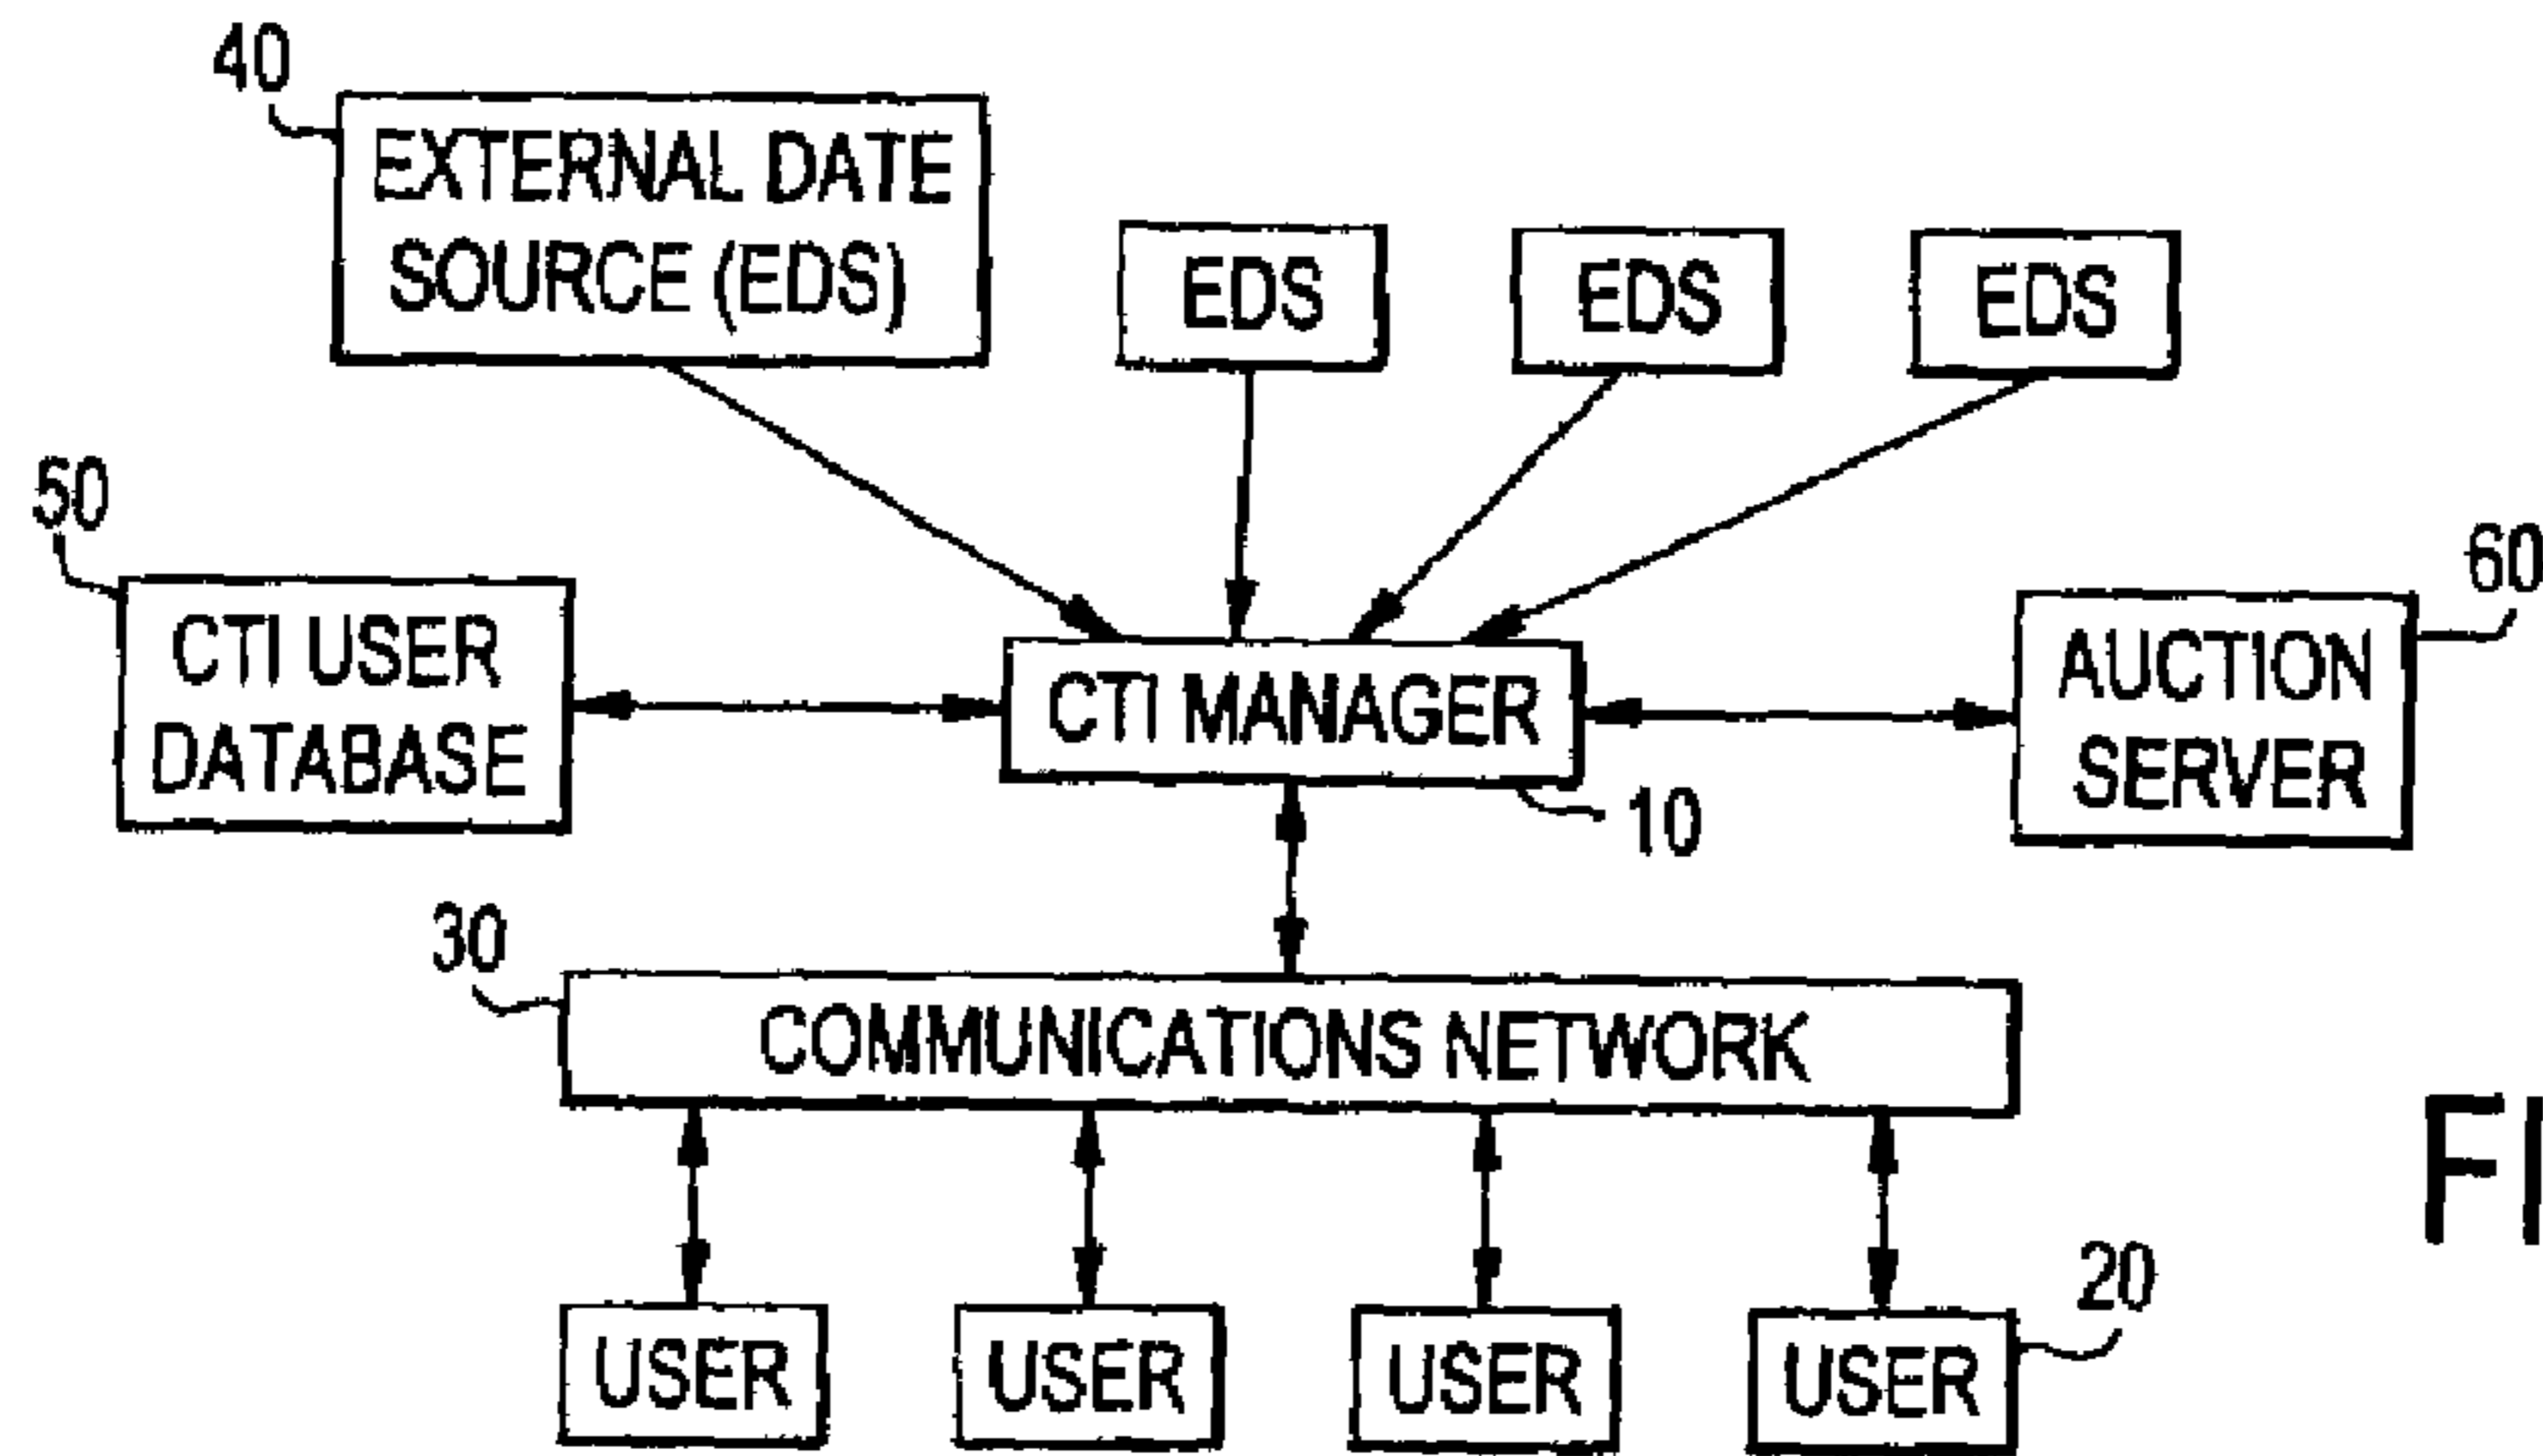 40
EXTERNAL DATE
SOURCE (EDS)
EDS
EDS
EDS
50
CTI USER
DATABASE
CTI MANAGER
10
60
AUCTION
SERVER
30
COMMUNICATIONS NETWORK
FI
USER
USER
USER
USER
20